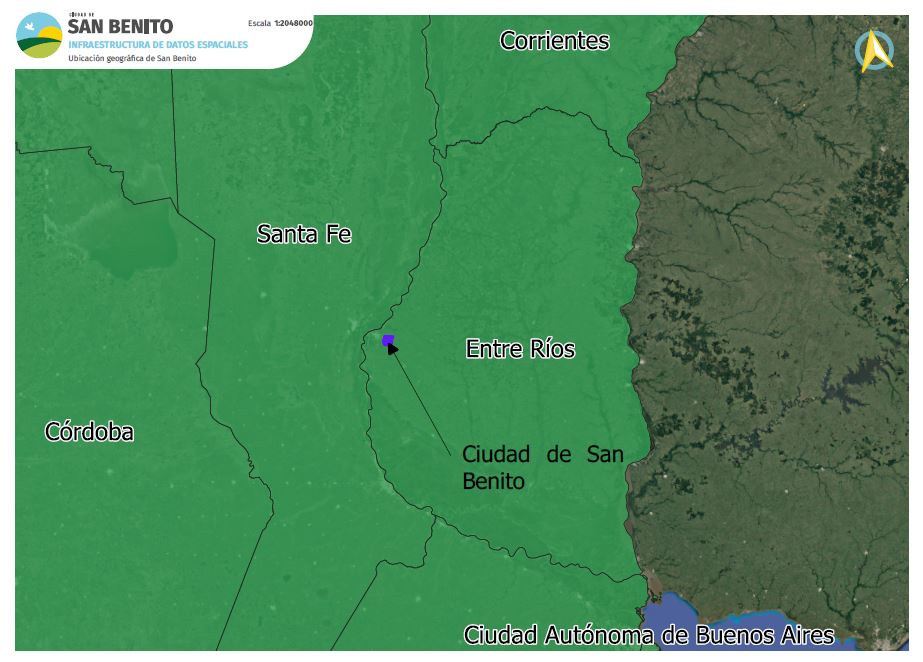 CIUDAD DE
SAN BENITO
INFRAESTRUCTURA DE DATOS ESPACIALES
Ubicación geográfica de San Benito
Escala 1:2048000
Corrientes
Santa Fe
Entre Ríos
Córdoba
Ciudad de San
Benito
Ciudad Autónoma de Buenos Aires